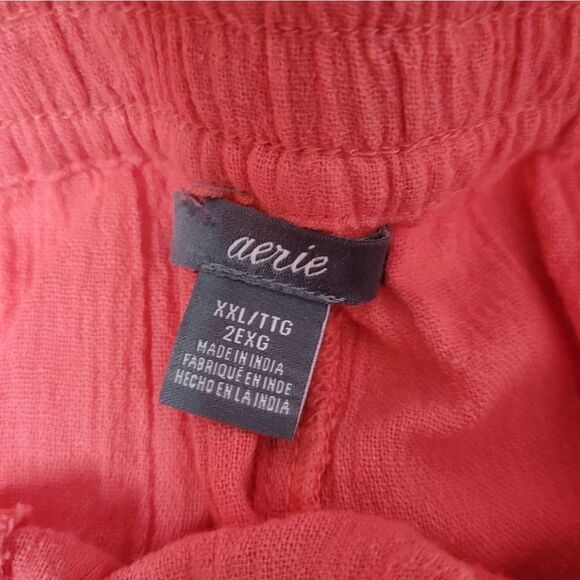 aerie
XXL/TTG
2EXG
MADE IN INDIA
FABRIQUÉ EN INDE
HECHO EN LA INDIA